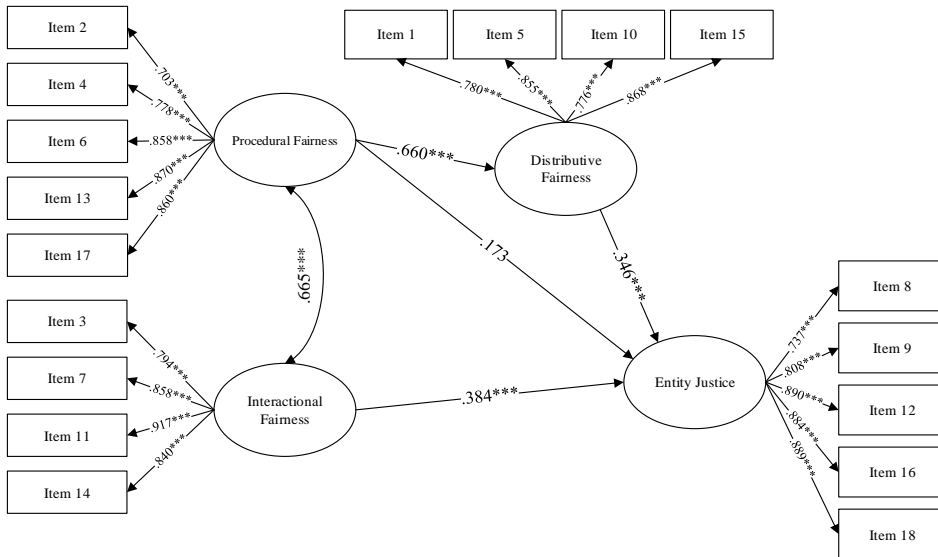 Item 2
Item 4
Item 6
Item 13
Item 17
.703***
.778***
.858***
.870***
.860***
Procedural Fairness
Item 1
Item 5
Item 10
Item 15
.780***
.855***
.776***
.868***
Distributive
Fairness
.660***
.173
.346***
.665***
Item 3
Item 7
Item 11
Item 14
.794***
.858***
.917***
.840***
Interactional
Fairness
.384***
Entity Justice
.737***
.808***
.890***
.884***
.889***
Item 8
Item 9
Item 12
Item 16
Item 18